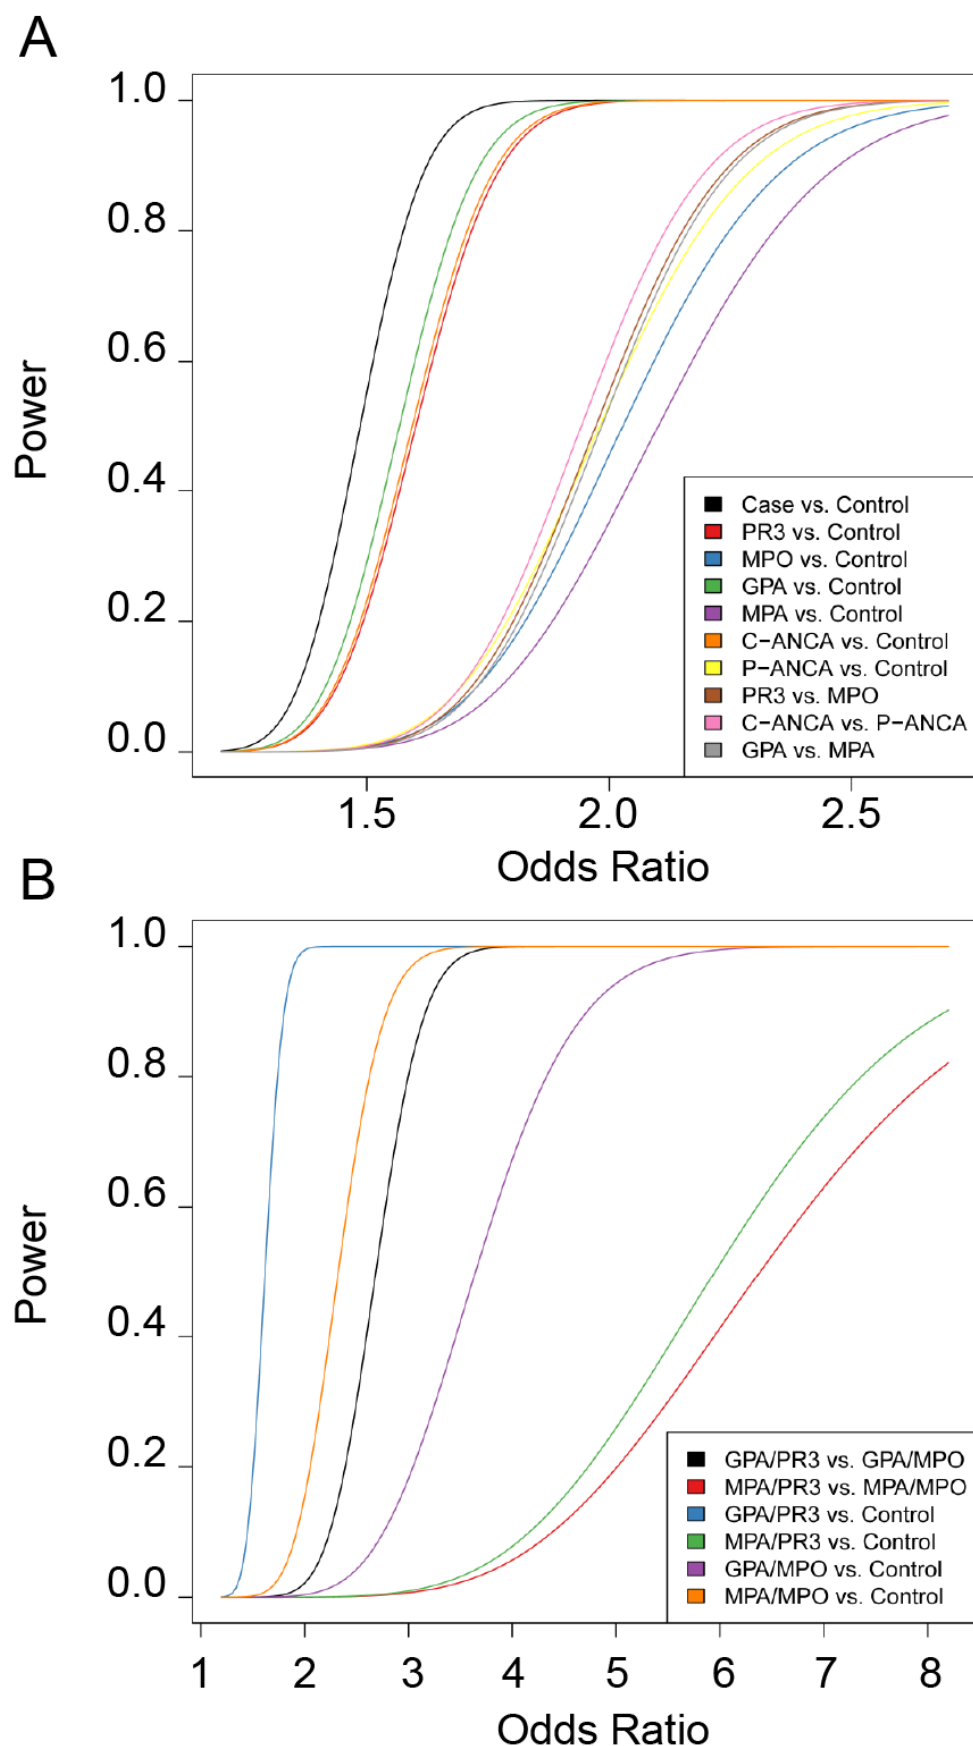 A
1.0
0.8
0.6
0.4
0.2
0.0
Power
Case vs. Control
PR3 vs. Control
MPO vs. Control
GPA vs. Control
MPA vs. Control
C−ANCA vs. Control
P−ANCA vs. Control
PR3 vs. MPO
C−ANCA vs. P−ANCA
GPA vs. MPA
1.5 2.0 2.5
Odds Ratio
B
1.0
0.8
0.6
0.4
0.2
0.0
Power
GPA/PR3 vs. GPA/MPO
MPA/PR3 vs. MPA/MPO
GPA/PR3 vs. Control
MPA/PR3 vs. Control
GPA/MPO vs. Control
MPA/MPO vs. Control
1 2 3 4 5 6 7 8
Odds Ratio